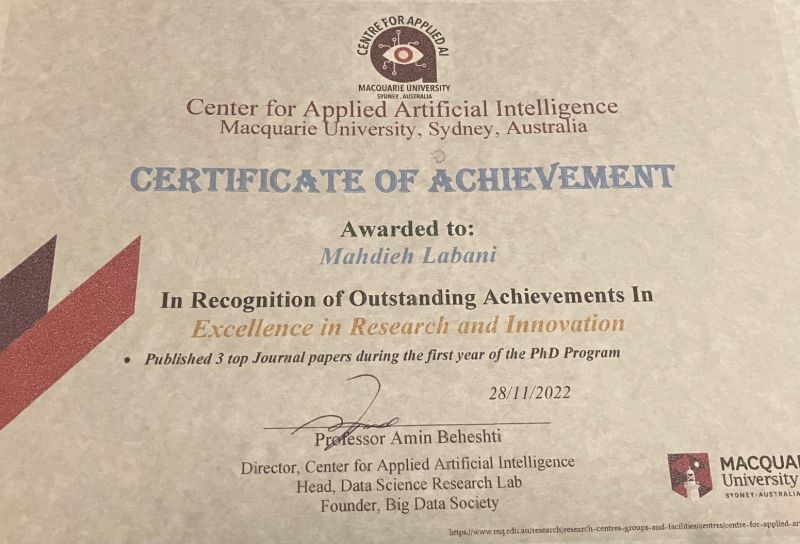 CENTRE FOR APPLIED AI
MACQUARIE UNIVERSITY
SYDNEY . AUSTRALIA
Center for Applied Artificial Intelligence
Macquarie University, Sydney, Australia
CERTIFICATE OF ACHIEVEMENT
Awarded to:
Mahdieh Labani
In Recognition of Outstanding Achievements In
Excellence in Research and Innovation
• Published 3 top Journal papers during the first year of the PhD Program
28/11/2022
Professor Amin Beheshti
Director, Center for Applied Artificial Intelligence
Head, Data Science Research Lab
Founder, Big Data Society
MACQUAR
University
SYDNEY · AUSTRALIA
https://www.mq.edu.au/research/research-centres-groups-and-facilities/centres/centre-for-applied-ar